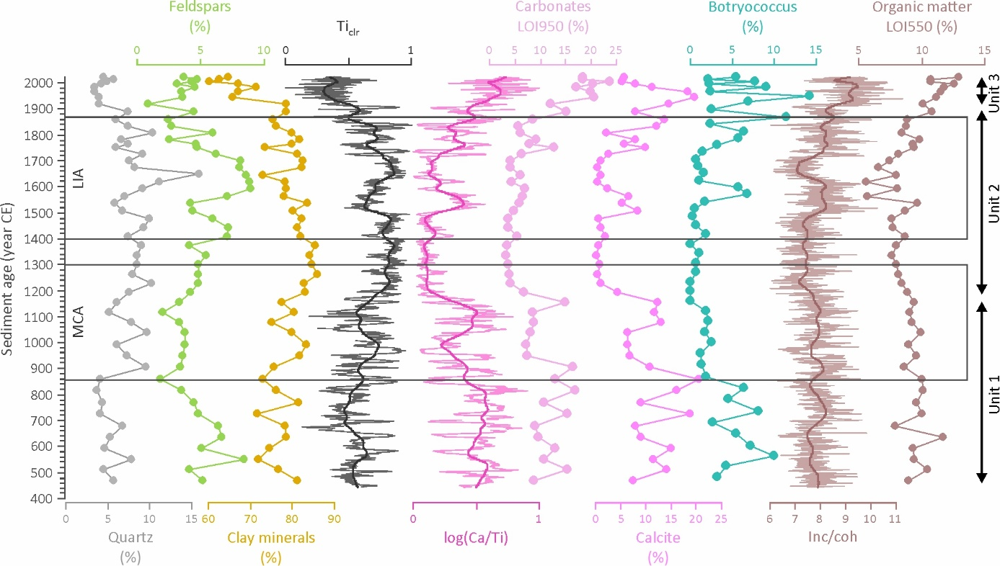 Feldspars
(%)
0 5 10
Ti_clr
0 1
Carbonates
LOI950 (%)
0 5 10 15 20 25
Botryococcus
(%)
0 5 10 15
Organic matter
LOI550 (%)
5 10 15
Sediment age (year CE)
2000
1900
1800
1700
1600
1500
1400
1300
1200
1100
1000
900
800
700
600
500
400
LIA
MCA
Unit 3
Unit 2
Unit 1
0 5 10 15
Quartz
(%)
60 70 80 90
Clay minerals
(%)
0 1
log(Ca/Ti)
0 5 10 15 20 25
Calcite
(%)
6 7 8 9 10 11
Inc/coh